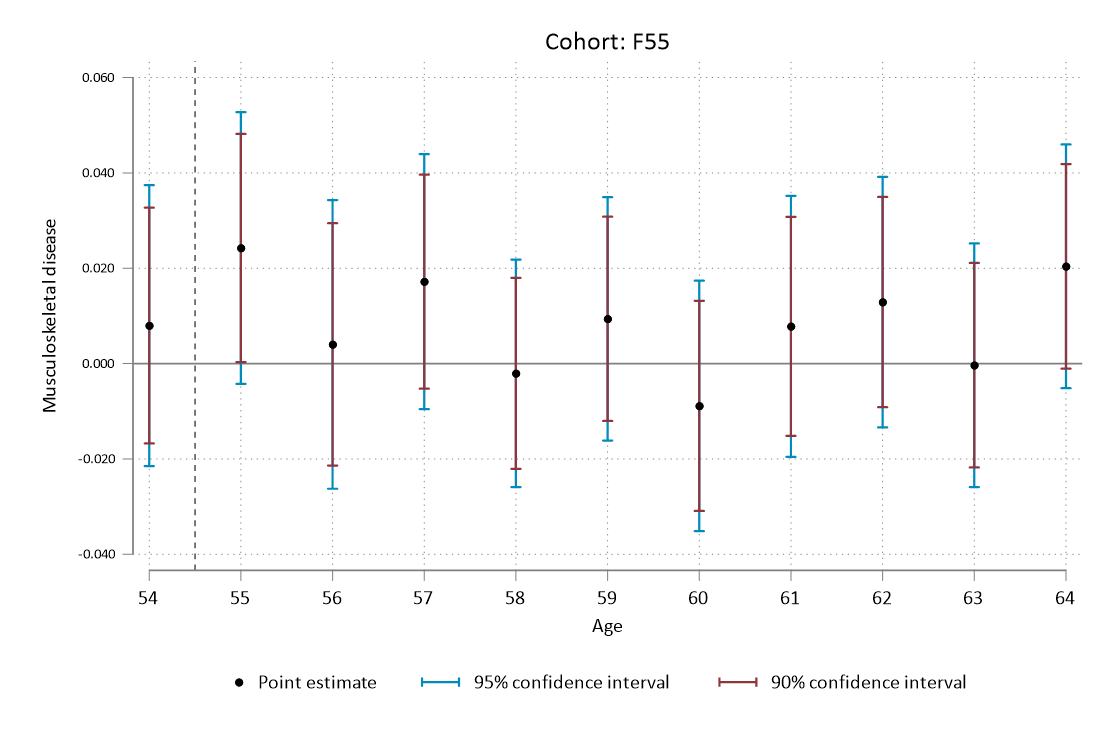 Cohort: F55
Musculoskeletal disease
0.060
0.040
0.020
0.000
-0.020
-0.040
54 55 56 57 58 59 60 61 62 63 64
Age
Point estimate 95% confidence interval 90% confidence interval